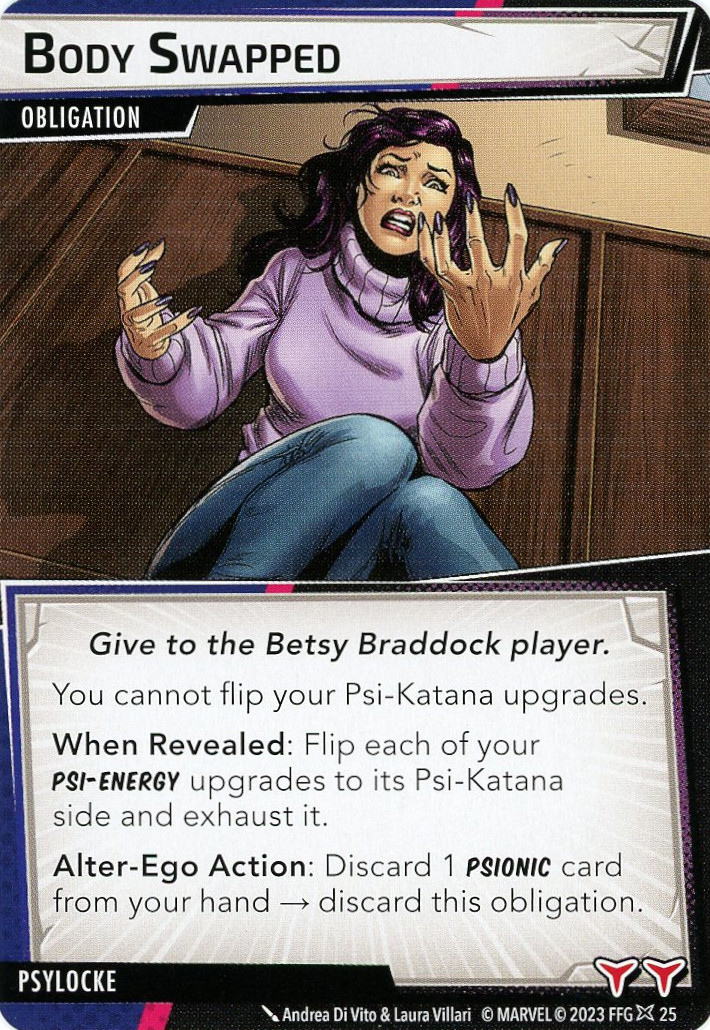 BODY SWAPPED
OBLIGATION
Give to the Betsy Braddock player.
You cannot flip your Psi-Katana upgrades.
When Revealed: Flip each of your
PSI-ENERGY upgrades to its Psi-Katana
side and exhaust it.
Alter-Ego Action: Discard 1 PSIONIC card
from your hand → discard this obligation.
PSYLOCKE
Andrea Di Vito & Laura Villari © MARVEL © 2023 FFG 25